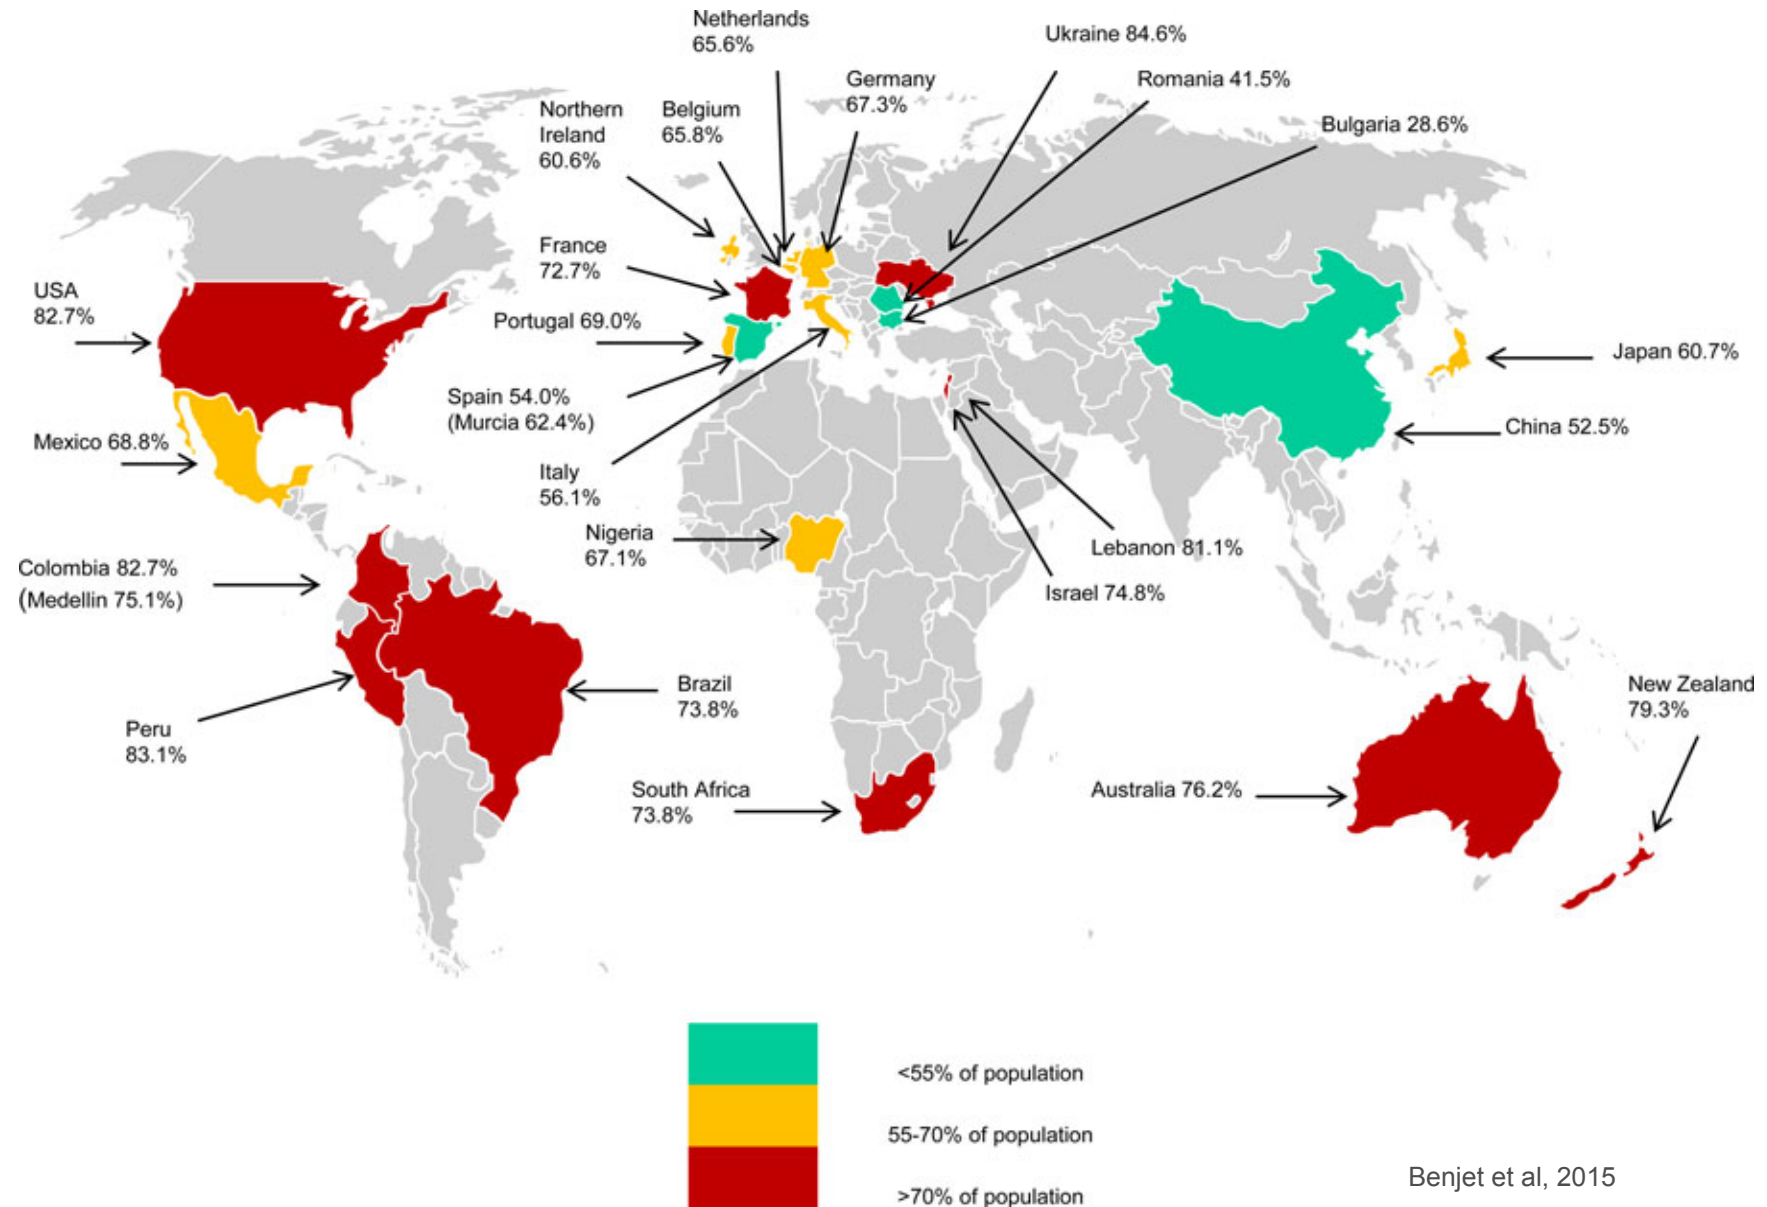 Netherlands
65.6%
Ukraine 84.6%
Romania 41.5%
Germany
67.3%
Northern
Ireland
60.6%
Belgium
65.8%
Bulgaria 28.6%
France
72.7%
USA
82.7%
Portugal 69.0%
Japan 60.7%
Spain 54.0%
(Murcia 62.4%)
China 52.5%
Mexico 68.8%
Italy
56.1%
Nigeria
67.1%
Lebanon 81.1%
Colombia 82.7%
(Medellin 75.1%)
Israel 74.8%
Brazil
73.8%
New Zealand
79.3%
Peru
83.1%
South Africa
73.8%
Australia 76.2%
<55% of population
55-70% of population
>70% of population
Benjet et al, 2015